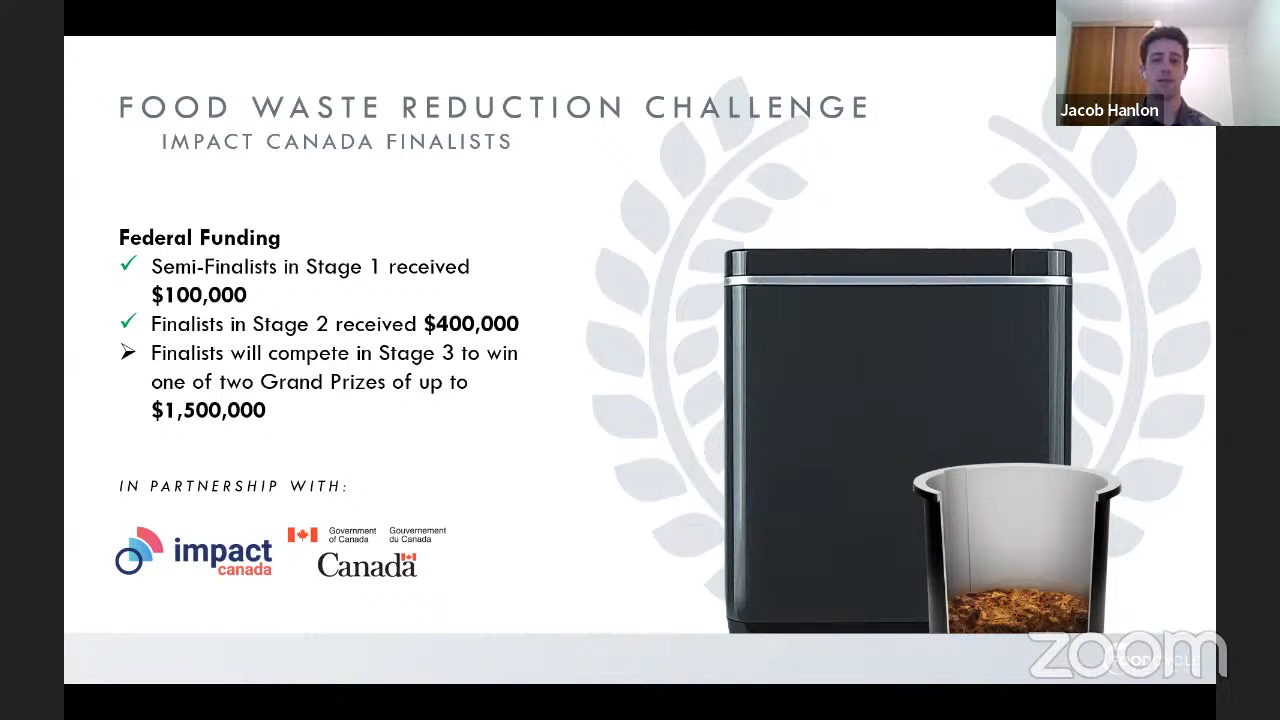 FOOD WASTE REDUCTION CHALLENGE
IMPACT CANADA FINALISTS
Jacob Hanlon
Federal Funding
Semi-Finalists in Stage 1 received
$100,000
Finalists in Stage 2 received $400,000
Finalists will compete in Stage 3 to win
one of two Grand Prizes of up to
$1,500,000
IN PARTNERSHIP WITH:
impact
canada
Government
of Canada
Gouvernement
du Canada
Canada
zoom
FOODCYCLE